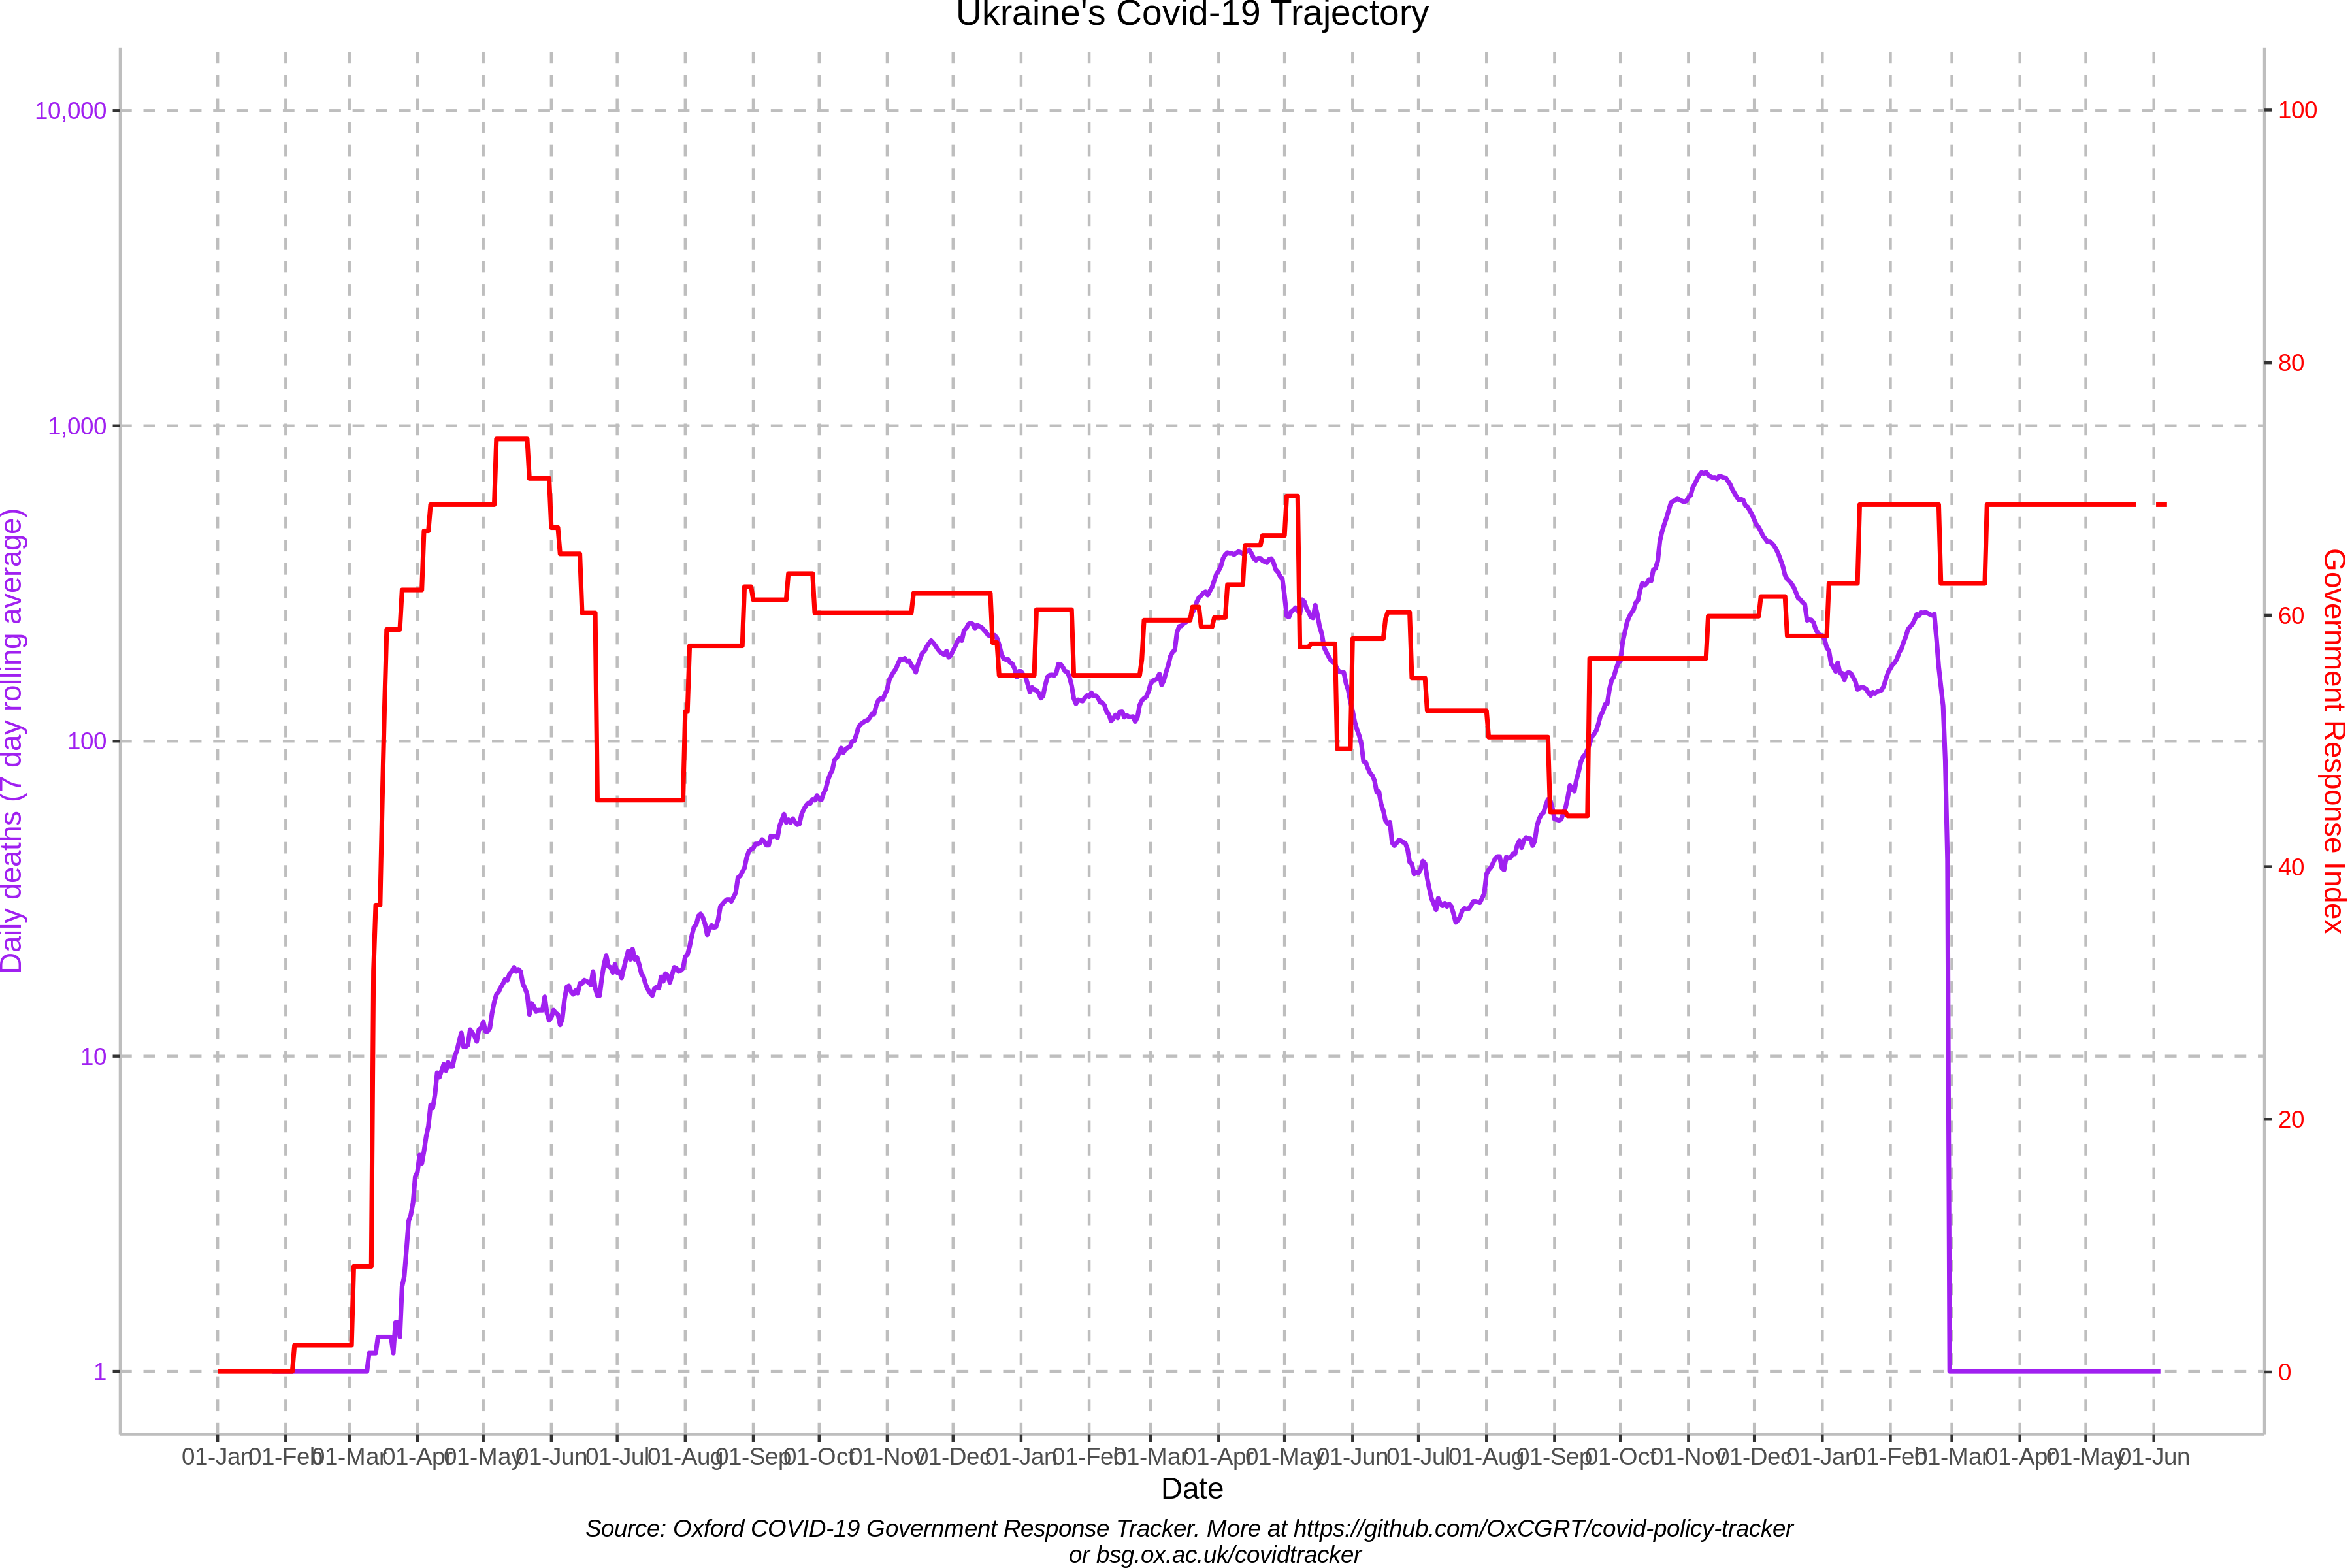 Ukraine's Covid-19 Trajectory
Daily deaths (7 day rolling average)
10,000
1,000
100
10
1
100
80
60
40
20
0
Government Response Index
01-Jan 01-Feb 01-Mar 01-Apr 01-May 01-Jun 01-Jul 01-Aug 01-Sep 01-Oct 01-Nov 01-Dec 01-Jan 01-Feb 01-Mar 01-Apr 01-May 01-Jun 01-Jul 01-Aug 01-Sep 01-Oct 01-Nov 01-Dec 01-Jan 01-Feb 01-Mar 01-Apr 01-May 01-Jun
Date
Source: Oxford COVID-19 Government Response Tracker. More at https://github.com/OxCGRT/covid-policy-tracker
or bsg.ox.ac.uk/covidtracker